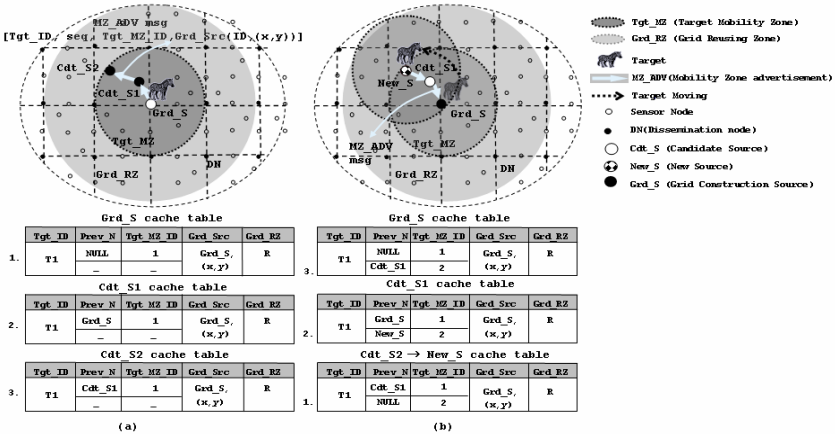 MZ_ADV msg
[Tgt_ID, seq, Tgt_MZ_ID,Grd_Src(ID,(x,y))]
Cdt_S2
Cdt_S1
Grd_S
Tgt_MZ
Grd_RZ
DN
Cdt_S1
New_S
Grd_S
MZ_ADV
msg
Tgt_MZ
Grd_RZ
DN
Tgt_MZ (Target Mobility Zone)
Grd_RZ (Grid Reusing Zone)
Target
MZ_ADV(Mobility Zone advertisement)
Target Moving
Sensor Node
DN(Dissemination node)
Cdt_S (Candidate Source)
New_S (New Source)
Grd_S (Grid Construction Source)
Grd_S cache table
Tgt_ID Prev_N Tgt_MZ_ID Grd_Src Grd_RZ
1. T1 NULL 1 Grd_S, (x,y) R
_ _
Cdt_S1 cache table
Tgt_ID Prev_N Tgt_MZ_ID Grd_Src Grd_RZ
2. T1 Grd_S 1 Grd_S, (x,y) R
_ _
Cdt_S2 cache table
Tgt_ID Prev_N Tgt_MZ_ID Grd_Src Grd_RZ
3. T1 Cdt_S1 1 Grd_S, (x,y) R
_ _
(a)
Grd_S cache table
Tgt_ID Prev_N Tgt_MZ_ID Grd_Src Grd_RZ
3. T1 NULL 1 Grd_S, (x,y) R
Cdt_S1 2
Cdt_S1 cache table
Tgt_ID Prev_N Tgt_MZ_ID Grd_Src Grd_RZ
2. T1 Grd_S 1 Grd_S, (x,y) R
New_S 2
Cdt_S2 → New_S cache table
Tgt_ID Prev_N Tgt_MZ_ID Grd_Src Grd_RZ
1. T1 Cdt_S1 1 Grd_S, (x,y) R
NULL 2
(b)